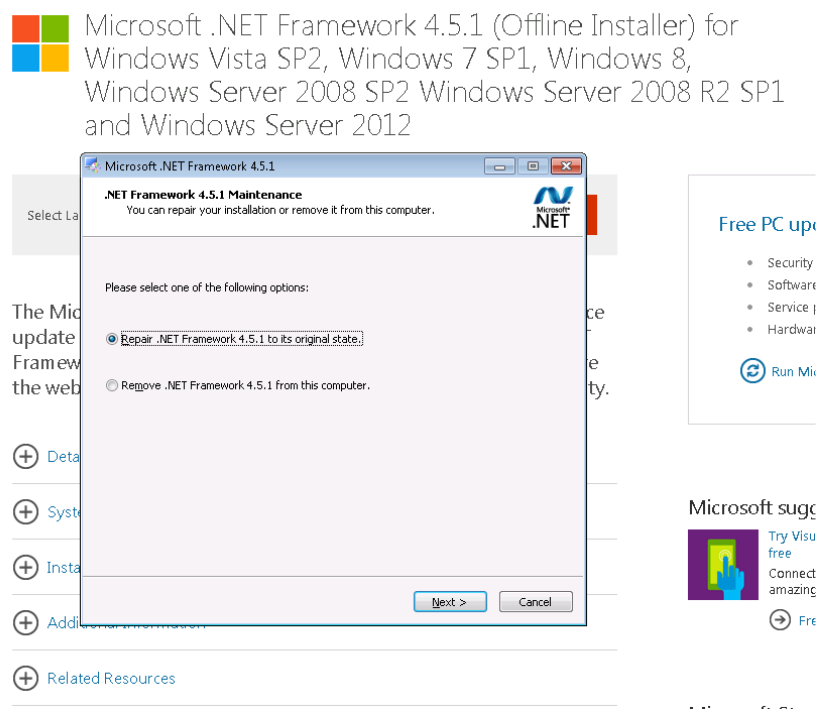 Microsoft .NET Framework 4.5.1 (Offline Installer) for
Windows Vista SP2, Windows 7 SP1, Windows 8,
Windows Server 2008 SP2 Windows Server 2008 R2 SP1
and Windows Server 2012
Microsoft .NET Framework 4.5.1
.NET Framework 4.5.1 Maintenance
You can repair your installation or remove it from this computer.
Microsoft
.NET
Select La
Free PC up
Security
Software
Service
Hardwar
Run Mic
Please select one of the following options:
The Mic
ce
update
Repair .NET Framework 4.5.1 to its original state.
Framew
e
the web
Remove .NET Framework 4.5.1 from this computer.
ty.
Deta
Syste
Microsoft sugg
Try Visu
free
Insta
Connect
amazing
Next >
Cancel
Additional Information
Fre
Related Resources